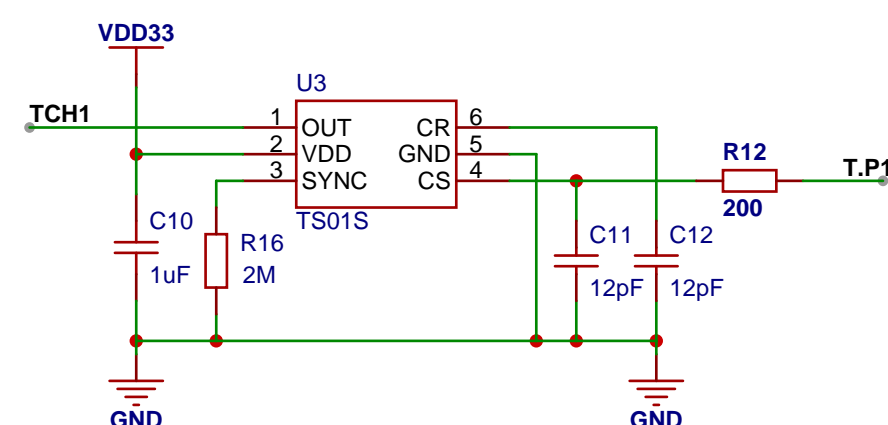 VDD33
U3
TCH1
1 OUT CR 6
2 VDD GND 5
3 SYNC CS 4
R12
T.P1
TS01S
200
C10
R16
C11
C12
1uF
2M
12pF
12pF
GND
GND